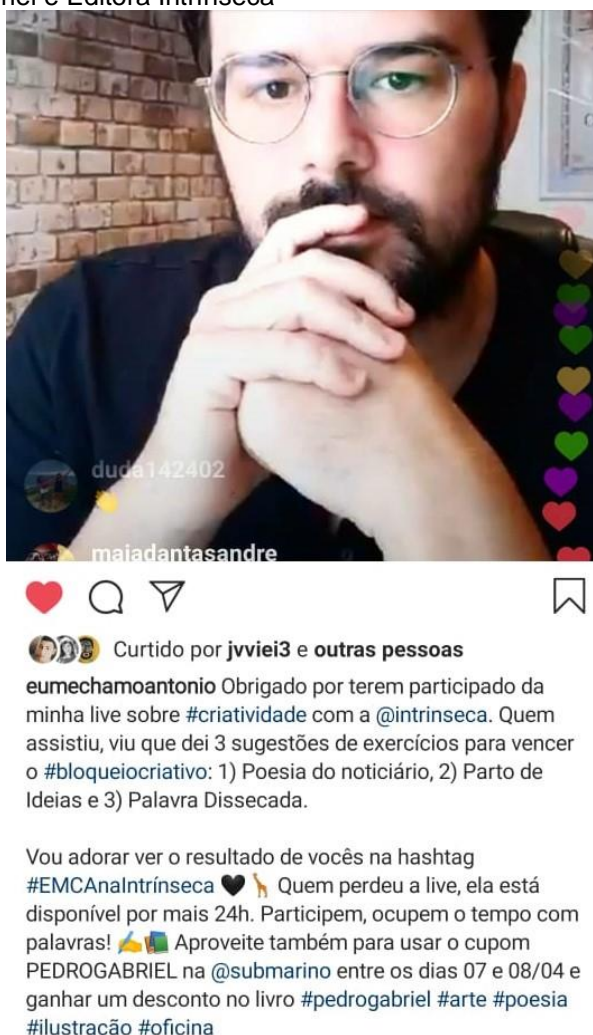 e Editora Intrínseca
duda142402
majadantasandre
Curtido por jvviei3 e outras pessoas
eumechamoantonio Obrigado por terem participado da
minha live sobre #criatividade com a @intrinseca. Quem
assistiu, viu que dei 3 sugestões de exercícios para vencer
o #bloqueiocriativo: 1) Poesia do noticiário, 2) Parto de
Ideias e 3) Palavra Dissecada.
Vou adorar ver o resultado de vocês na hashtag
#EMCAnaIntrínseca 🖤 🦒 Quem perdeu a live, ela está
disponível por mais 24h. Participem, ocupem o tempo com
palavras! ✍📚 Aproveite também para usar o cupom
PEDROGABRIEL na @submarino entre os dias 07 e 08/04 e
ganhar um desconto no livro #pedrogabriel #arte #poesia
#ilustração #oficina